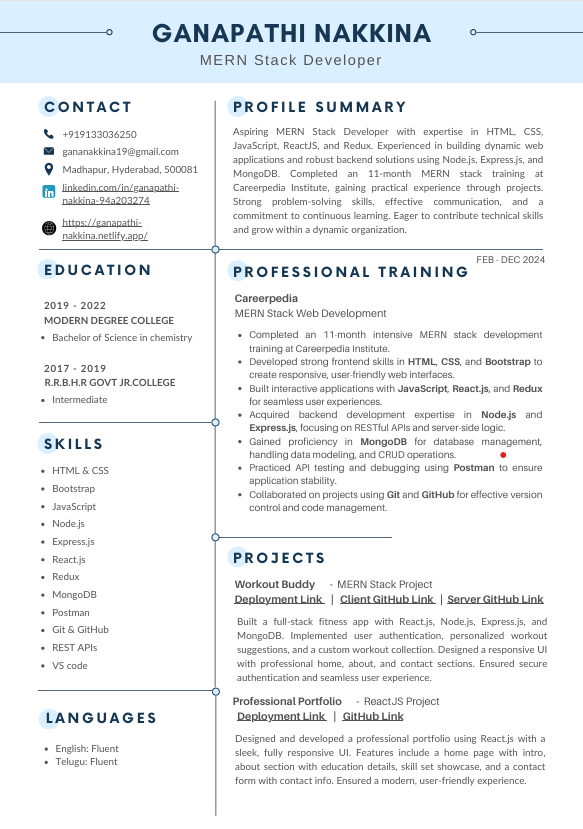 GANAPATHI NAKKINA
MERN Stack Developer
CONTACT
+919133036250
gananakkina19@gmail.com
Madhapur, Hyderabad, 500081
linkedin.com/in/ganapathi-
nakkina-94a203274
https://ganapathi-
nakkina.netlify.app/
EDUCATION
2019 - 2022
MODERN DEGREE COLLEGE
• Bachelor of Science in chemistry
2017 - 2019
R.R.B.H.R GOVT JR.COLLEGE
• Intermediate
SKILLS
• HTML & CSS
• Bootstrap
• JavaScript
• Node.js
• Express.js
• React.js
• Redux
• MongoDB
• Postman
• Git & GitHub
• REST APIs
• VS code
LANGUAGES
• English: Fluent
• Telugu: Fluent
PROFILE SUMMARY
Aspiring MERN Stack Developer with expertise in HTML, CSS,
JavaScript, ReactJS, and Redux. Experienced in building dynamic web
applications and robust backend solutions using Node.js, Express.js, and
MongoDB. Completed an 11-month MERN stack training at
Careerpedia Institute, gaining practical experience through projects.
Strong problem-solving skills, effective communication, and a
commitment to continuous learning. Eager to contribute technical skills
and grow within a dynamic organization.
FEB - DEC 2024
PROFESSIONAL TRAINING
Careerpedia
MERN Stack Web Development
• Completed an 11-month intensive MERN stack development
training at Careerpedia Institute.
• Developed strong frontend skills in HTML, CSS, and Bootstrap to
create responsive, user-friendly web interfaces.
• Built interactive applications with JavaScript, React.js, and Redux
for seamless user experiences.
• Acquired backend development expertise in Node.js and
Express.js, focusing on RESTful APIs and server-side logic.
• Gained proficiency in MongoDB for database management,
handling data modeling, and CRUD operations.
• Practiced API testing and debugging using Postman to ensure
application stability.
• Collaborated on projects using Git and GitHub for effective version
control and code management.
PROJECTS
Workout Buddy - MERN Stack Project
Deployment Link | Client GitHub Link | Server GitHub Link
Built a full-stack fitness app with React.js, Node.js, Express.js, and
MongoDB. Implemented user authentication, personalized workout
suggestions, and a custom workout collection. Designed a responsive UI
with professional home, about, and contact sections. Ensured secure
authentication and seamless user experience.
Professional Portfolio - ReactJS Project
Deployment Link | GitHub Link
Designed and developed a professional portfolio using React.js with a
sleek, fully responsive UI. Features include a home page with intro,
about section with education details, skill set showcase, and a contact
form with contact info. Ensured a modern, user-friendly experience.